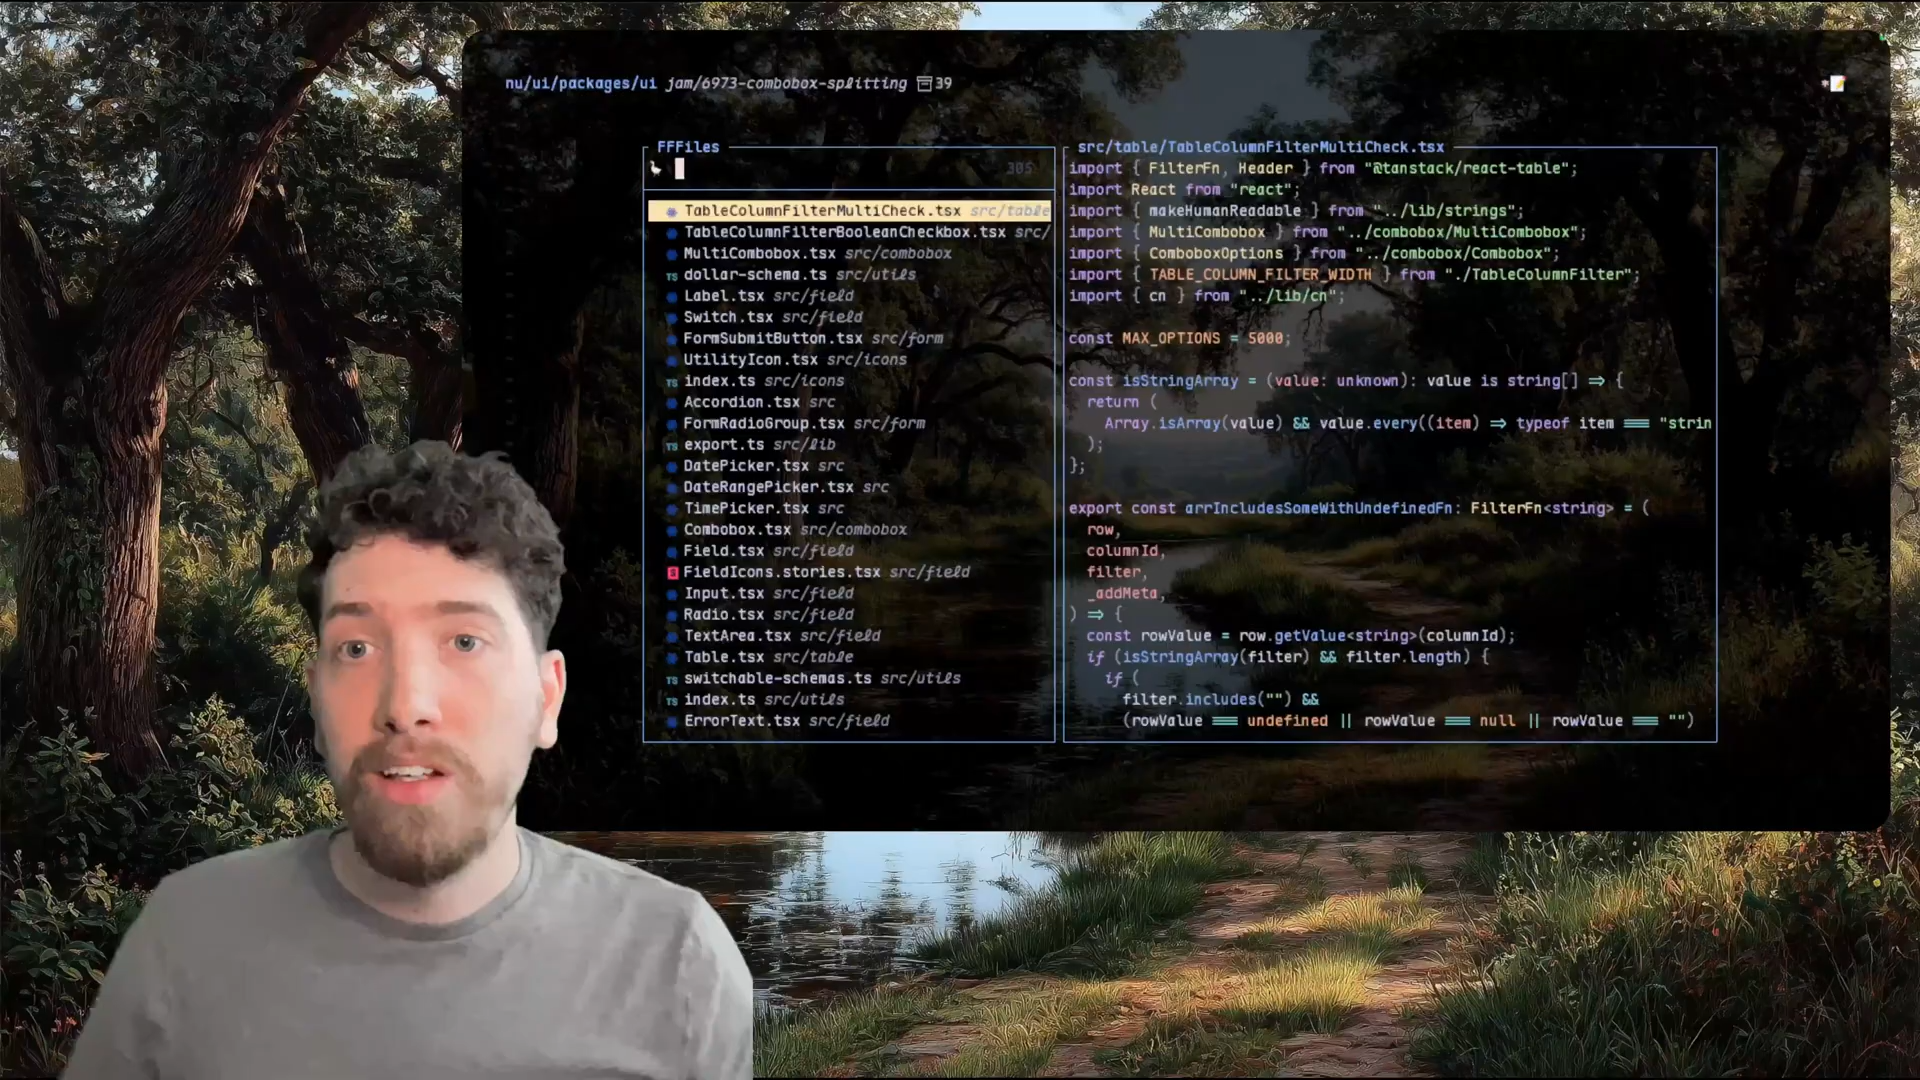 nu/ui/packages/ui jam/6973-combobox-splitting 39
FFFiles
305
TableColumnFilterMultiCheck.tsx src/table
TableColumnFilterBooleanCheckbox.tsx src/
MultiCombobox.tsx src/combobox
TS dollar-schema.ts src/utils
Label.tsx src/field
Switch.tsx src/field
FormSubmitButton.tsx src/form
UtilityIcon.tsx src/icons
TS index.ts src/icons
Accordion.tsx src
FormRadioGroup.tsx src/form
TS export.ts src/lib
DatePicker.tsx src
DateRangePicker.tsx src
TimePicker.tsx src
Combobox.tsx src/combobox
Field.tsx src/field
FieldIcons.stories.tsx src/field
Input.tsx src/field
Radio.tsx src/field
TextArea.tsx src/field
Table.tsx src/table
TS switchable-schemas.ts src/utils
TS index.ts src/utils
ErrorText.tsx src/field
src/table/TableColumnFilterMultiCheck.tsx
import { FilterFn, Header } from "@tanstack/react-table";
import React from "react";
import { makeHumanReadable } from "../lib/strings";
import { MultiCombobox } from "../combobox/MultiCombobox";
import { ComboboxOptions } from "../combobox/Combobox";
import { TABLE_COLUMN_FILTER_WIDTH } from "./TableColumnFilter";
import { cn } from "../lib/cn";
const MAX_OPTIONS = 5000;
const isStringArray = (value: unknown): value is string[] => {
return (
Array.isArray(value) && value.every((item) => typeof item === "strin
);
};
export const arrIncludesSomeWithUndefinedFn: FilterFn<string> = (
row,
columnId,
filter,
_addMeta,
) => {
const rowValue = row.getValue<string>(columnId);
if (isStringArray(filter) && filter.length) {
if (
filter.includes("") &&
(rowValue === undefined || rowValue === null || rowValue === "")